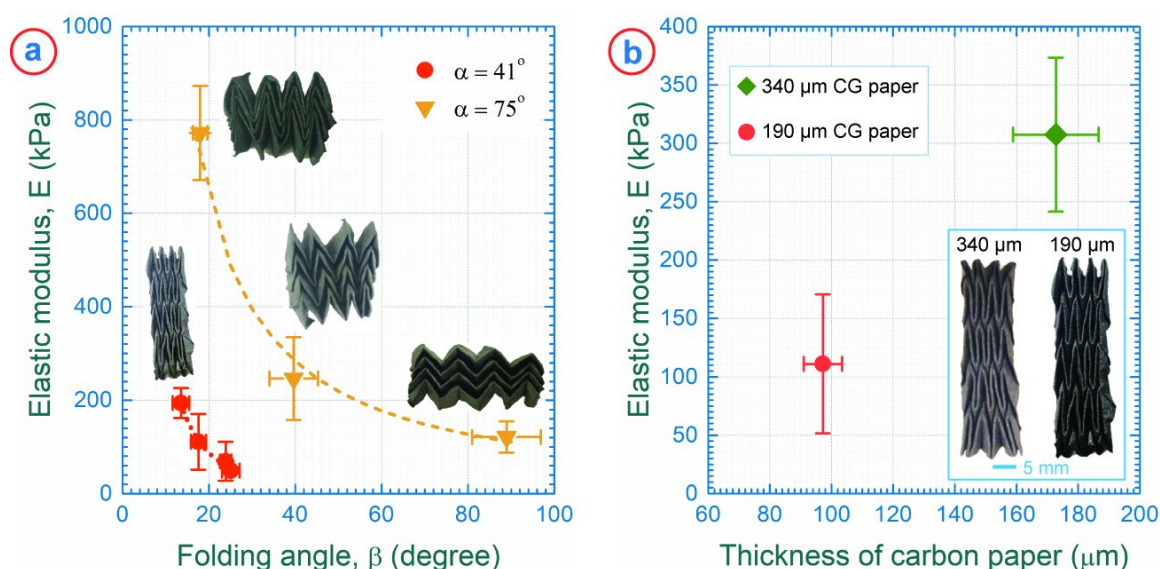 a
1000
800
600
400
200
0
Elastic modulus, E (kPa)
α = 41°
α = 75°
0 20 40 60 80 100
Folding angle, β (degree)
b
400
350
300
250
200
150
100
50
0
Elastic modulus, E (kPa)
340 μm CG paper
190 μm CG paper
340 μm 190 μm
5 mm
60 80 100 120 140 160 180 200
Thickness of carbon paper (μm)